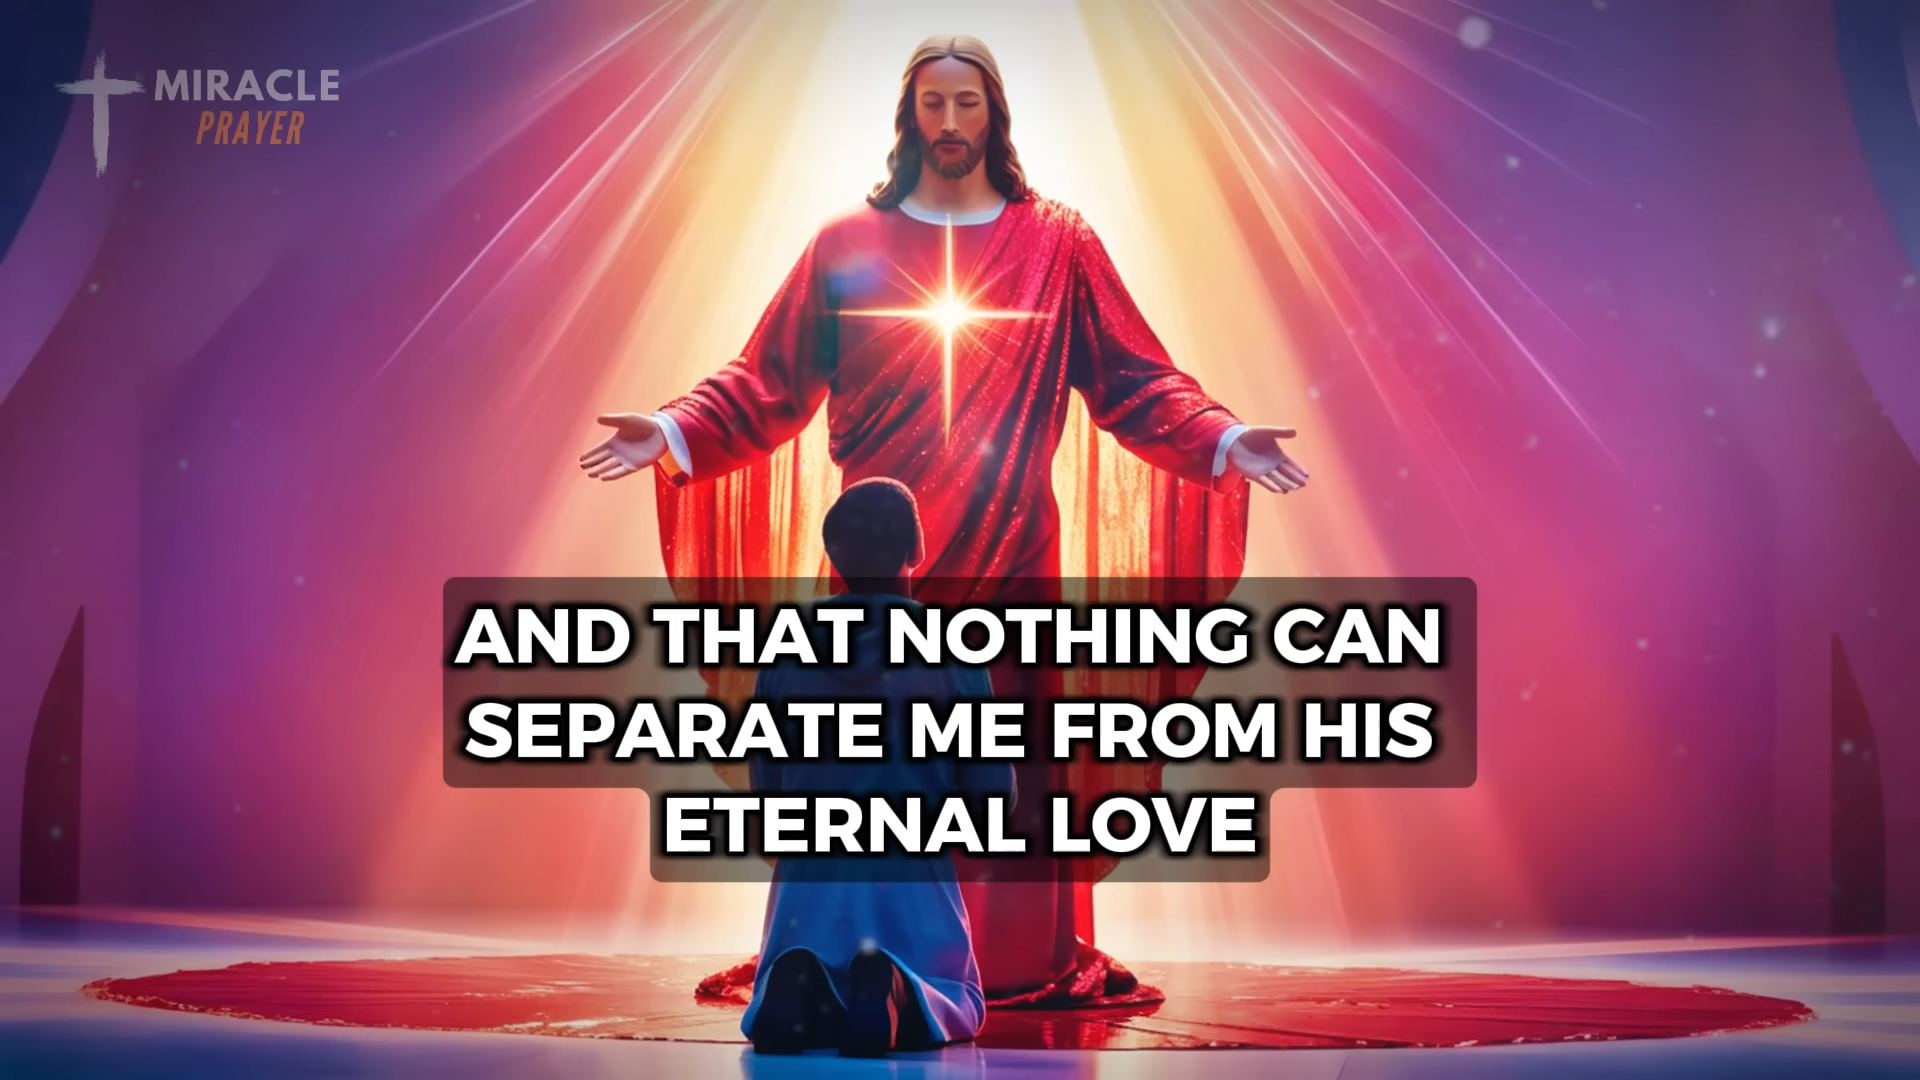 MIRACLE
PRAYER
AND THAT NOTHING CAN
SEPARATE ME FROM HIS
ETERNAL LOVE